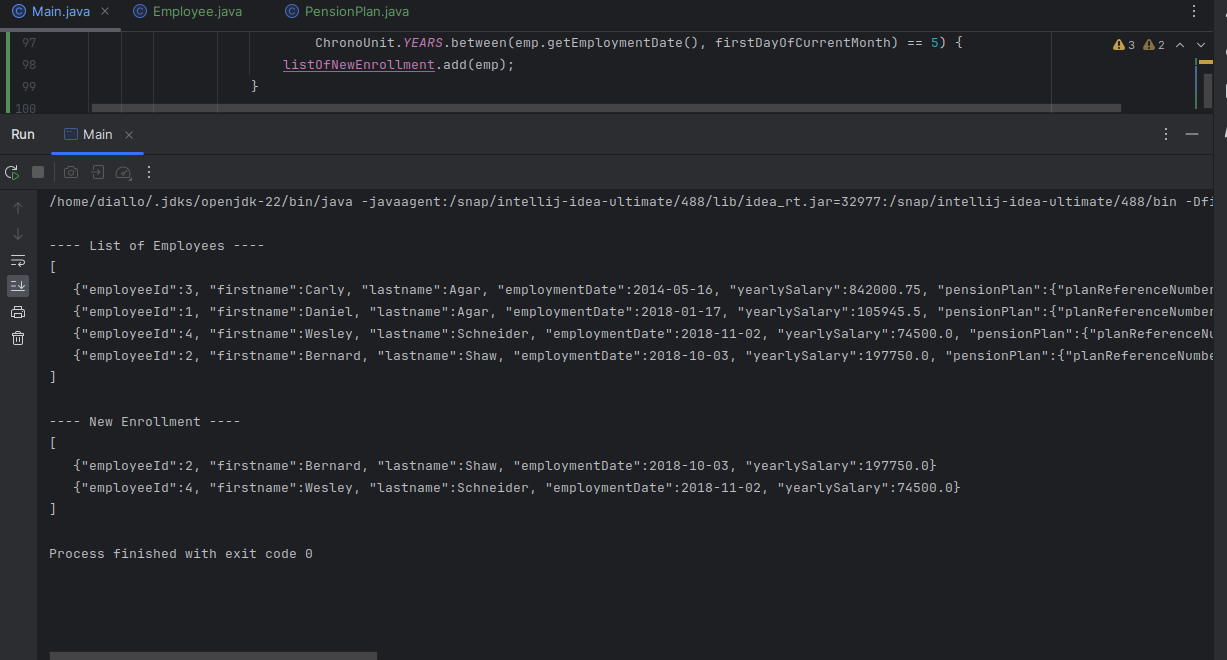 Main.java × Employee.java PensionPlan.java
97 ChronoUnit.YEARS.between(emp.getEmploymentDate(), firstDayOfCurrentMonth) == 5) { 3 2
98 listOfNewEnrollment.add(emp);
99 }
100
Run Main ×
/home/diallo/.jdks/openjdk-22/bin/java -javaagent:/snap/intellij-idea-ultimate/488/lib/idea_rt.jar=32977:/snap/intellij-idea-ultimate/488/bin -Dfi
---- List of Employees ----
[
{"employeeId":3, "firstname":Carly, "lastname":Agar, "employmentDate":2014-05-16, "yearlySalary":842000.75, "pensionPlan":{"planReferenceNumber
{"employeeId":1, "firstname":Daniel, "lastname":Agar, "employmentDate":2018-01-17, "yearlySalary":105945.5, "pensionPlan":{"planReferenceNumber
{"employeeId":4, "firstname":Wesley, "lastname":Schneider, "employmentDate":2018-11-02, "yearlySalary":74500.0, "pensionPlan":{"planReferenceNu
{"employeeId":2, "firstname":Bernard, "lastname":Shaw, "employmentDate":2018-10-03, "yearlySalary":197750.0, "pensionPlan":{"planReferenceNumbe
]
---- New Enrollment ----
[
{"employeeId":2, "firstname":Bernard, "lastname":Shaw, "employmentDate":2018-10-03, "yearlySalary":197750.0}
{"employeeId":4, "firstname":Wesley, "lastname":Schneider, "employmentDate":2018-11-02, "yearlySalary":74500.0}
]
Process finished with exit code 0